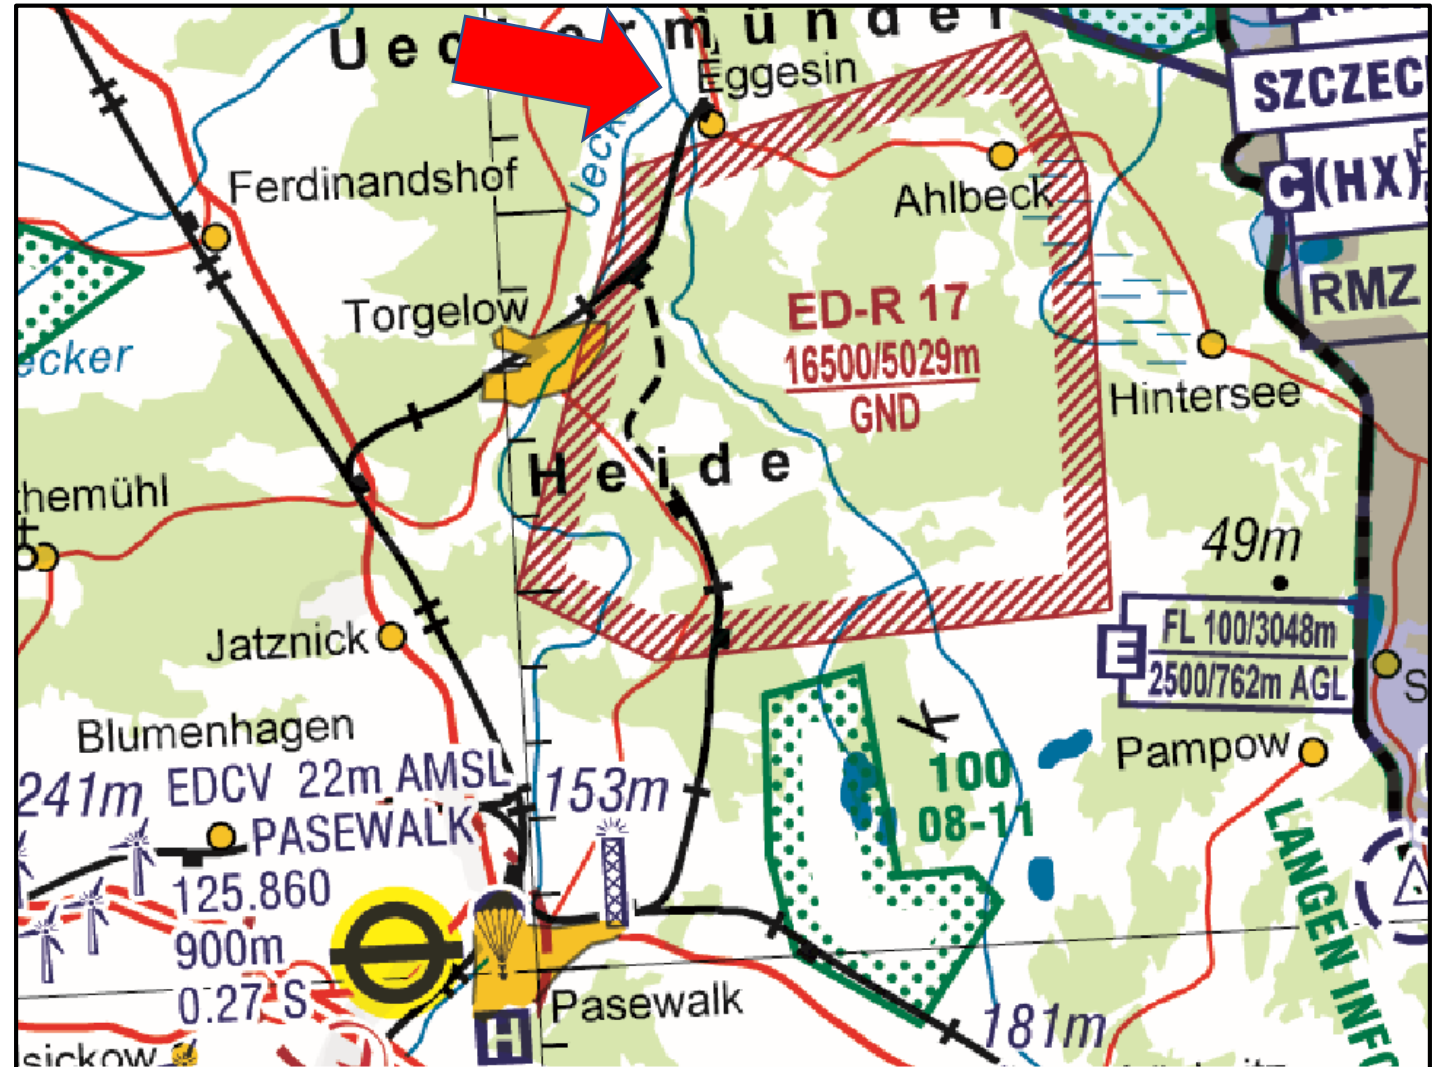 Eggesin
SZCZEC
Ferdinandshof
Uecke
Ahlbeck
C (HX)
RMZ
Torgelow
ED-R 17
16500/5029m
GND
ecker
Hintersee
Heide
hemühl
49m
Jatznick
E
FL 100/3048m
2500/762m AGL
S
Blumenhagen
Pampow
241m
EDCV 22m AMSL
153m
100
08-11
PASEWALK
125.860
900m
0.27 S
LANGEN INFO
Pasewalk
H
181m
sickow